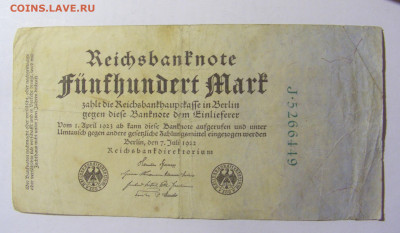 COINS.LAV.RU
Reichsbanknote
Fünfhundert Mark
zahlt die Reichsbankhauptkasse in Berlin
gegen diese Banknote dem Einlieferer
Vom 1. April 1923 ab kann diese Banknote aufgerufen und unter
Umtausch gegen andere gesetzliche Zahlungsmittel eingezogen werden
Berlin, den 7. Juli 1922
Reichsbankdirektorium
J·5266419